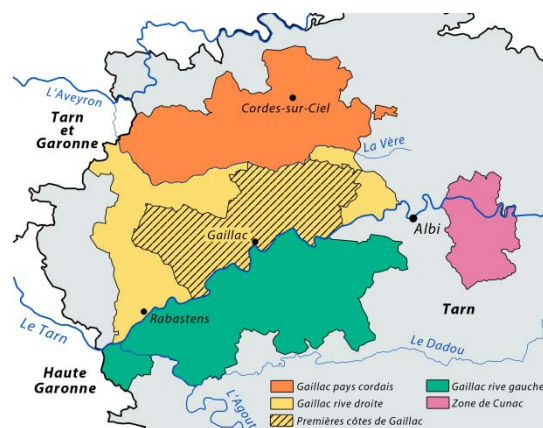 L'Aveyron
Tarn
et
Garonne
Cordes-sur-Ciel
La Vère
Gaillac
Albi
Rabastens
Le Tarn
Tarn
Haute
Garonne
Le Dadou
L'Agout
Gaillac pays cordais
Gaillac rive droite
Premières côtes de Gaillac
Gaillac rive gauche
Zone de Cunac